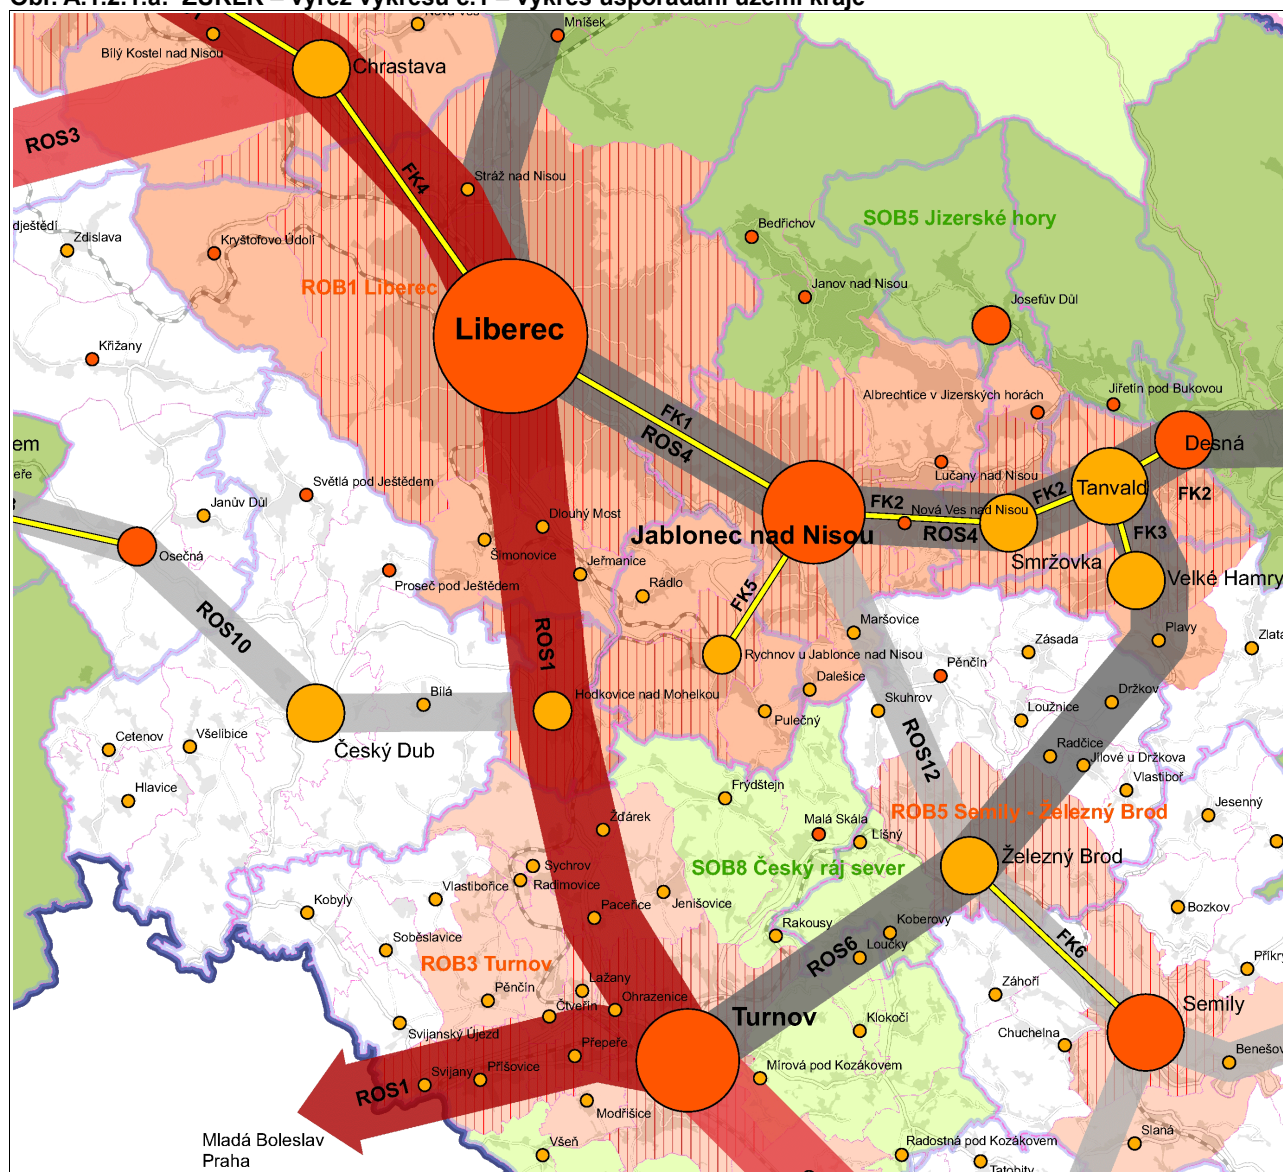 Obr. A.1.2.1.a: ZÚRLK – výřez výkresu č.1 – výkres uspořádání území kraje
Mníšek
Bílý Kostel nad Nisou
Chrastava
ROS3
FK4
Stráž nad Nisou
Bedřichov
SOB5 Jizerské hory
Zdislava
Kryštofovo Údolí
ROB1 Liberec
Janov nad Nisou
Josefův Důl
Liberec
Křižany
Jiřetín pod Bukovou
Albrechtice v Jizerských horách
FK1
ROS4
Desná
Lučany nad Nisou
Světlá pod Ještědem
Tanvald
FK2
FK2
FK2
Janův Důl
Nová Ves nad Nisou
Dlouhý Most
Jablonec nad Nisou
ROS4
FK3
Osečná
Šimonovice
Jeřmanice
Smržovka
Proseč pod Ještědem
Rádlo
Velké Hamry
FK5
ROS10
Maršovice
Plavy
ROS1
Zásada
Rychnov u Jablonce nad Nisou
Pěnčín
Dalešice
Bílá
Hodkovice nad Mohelkou
Skuhrov
Držkov
Loužnice
Pulečný
Cetenov
Všelibice
Český Dub
ROS12
Radčice
Jílové u Držkova
Vlastiboř
Hlavice
Frýdštejn
Jesenný
ROB5 Semily - Železný Brod
Malá Skála
Žďárek
Líšný
Železný Brod
SOB8 Český ráj sever
Sychrov
Radimovice
Vlastibořice
Kobyly
Jenišovice
Paceřice
Bozkov
Koberovy
Rakousy
Loučky
Soběslavice
FK6
ROS6
ROB3 Turnov
Lažany
Záhoří
Pěnčín
Ohrazenice
Čtveřín
Semily
Turnov
Klokočí
Svijanský Újezd
Chuchelna
Přepeře
Příšovice
Svijany
Mírová pod Kozákovem
ROS1
Modřišice
Mladá Boleslav
Praha
Všeň
Radostná pod Kozákovem
Slaná
Tatobity